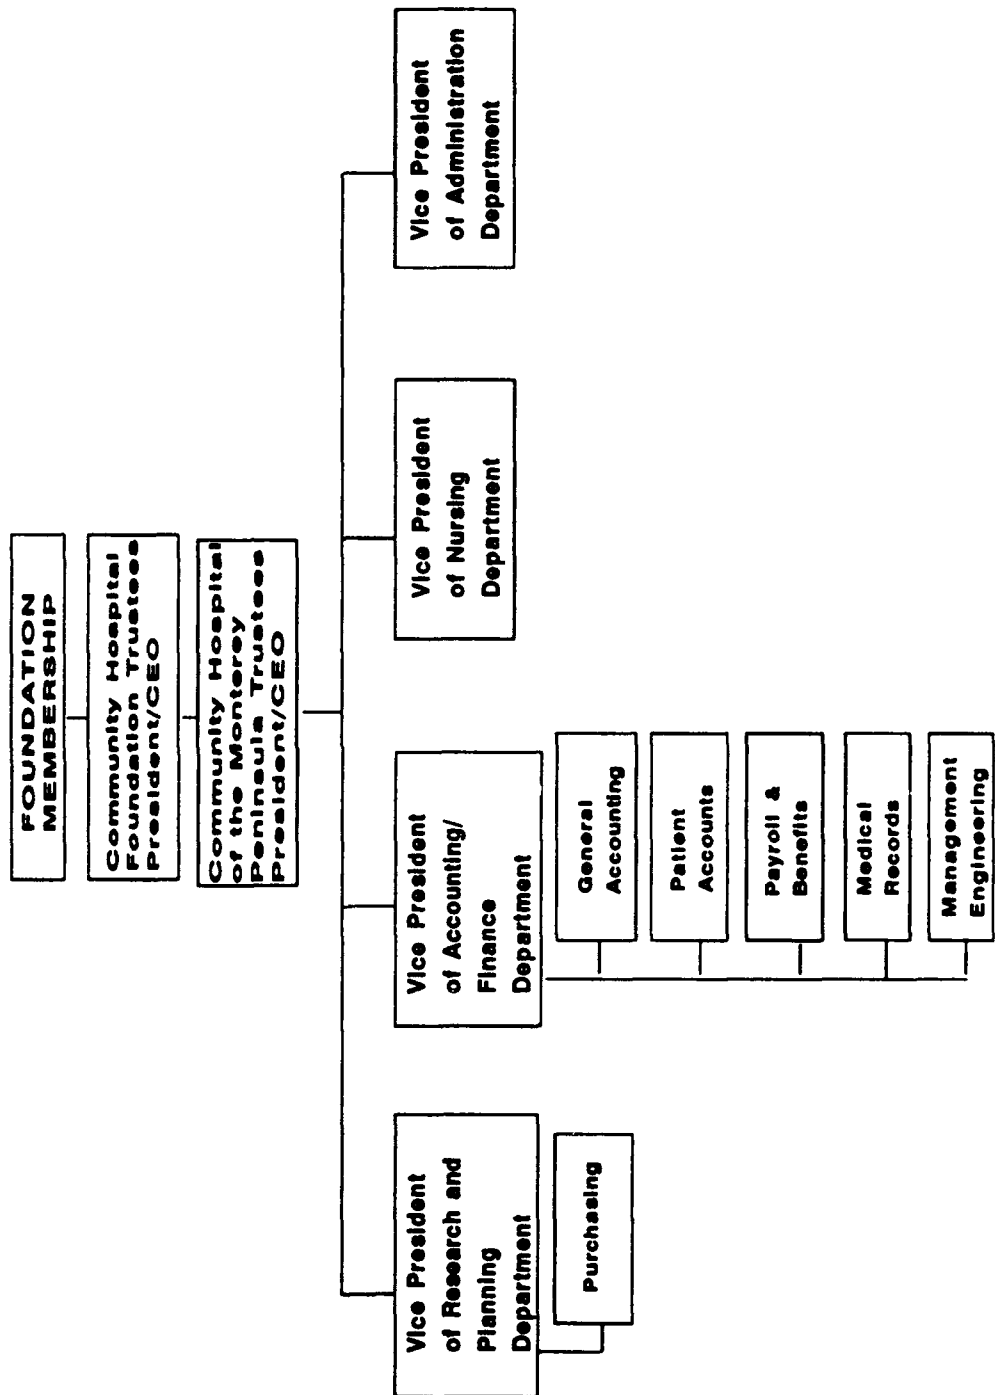 FOUNDATION
MEMBERSHIP
Community Hospital
Foundation Trustees
President/CEO
Community Hospital
of the Monterey
Peninsula Trustees
President/CEO
Vice President
of Research and
Planning
Department
Purchasing
Vice President
of Accounting/
Finance
Department
General
Accounting
Patient
Accounts
Payroll &
Benefits
Medical
Records
Management
Engineering
Vice President
of Nursing
Department
Vice President
of Administration
Department